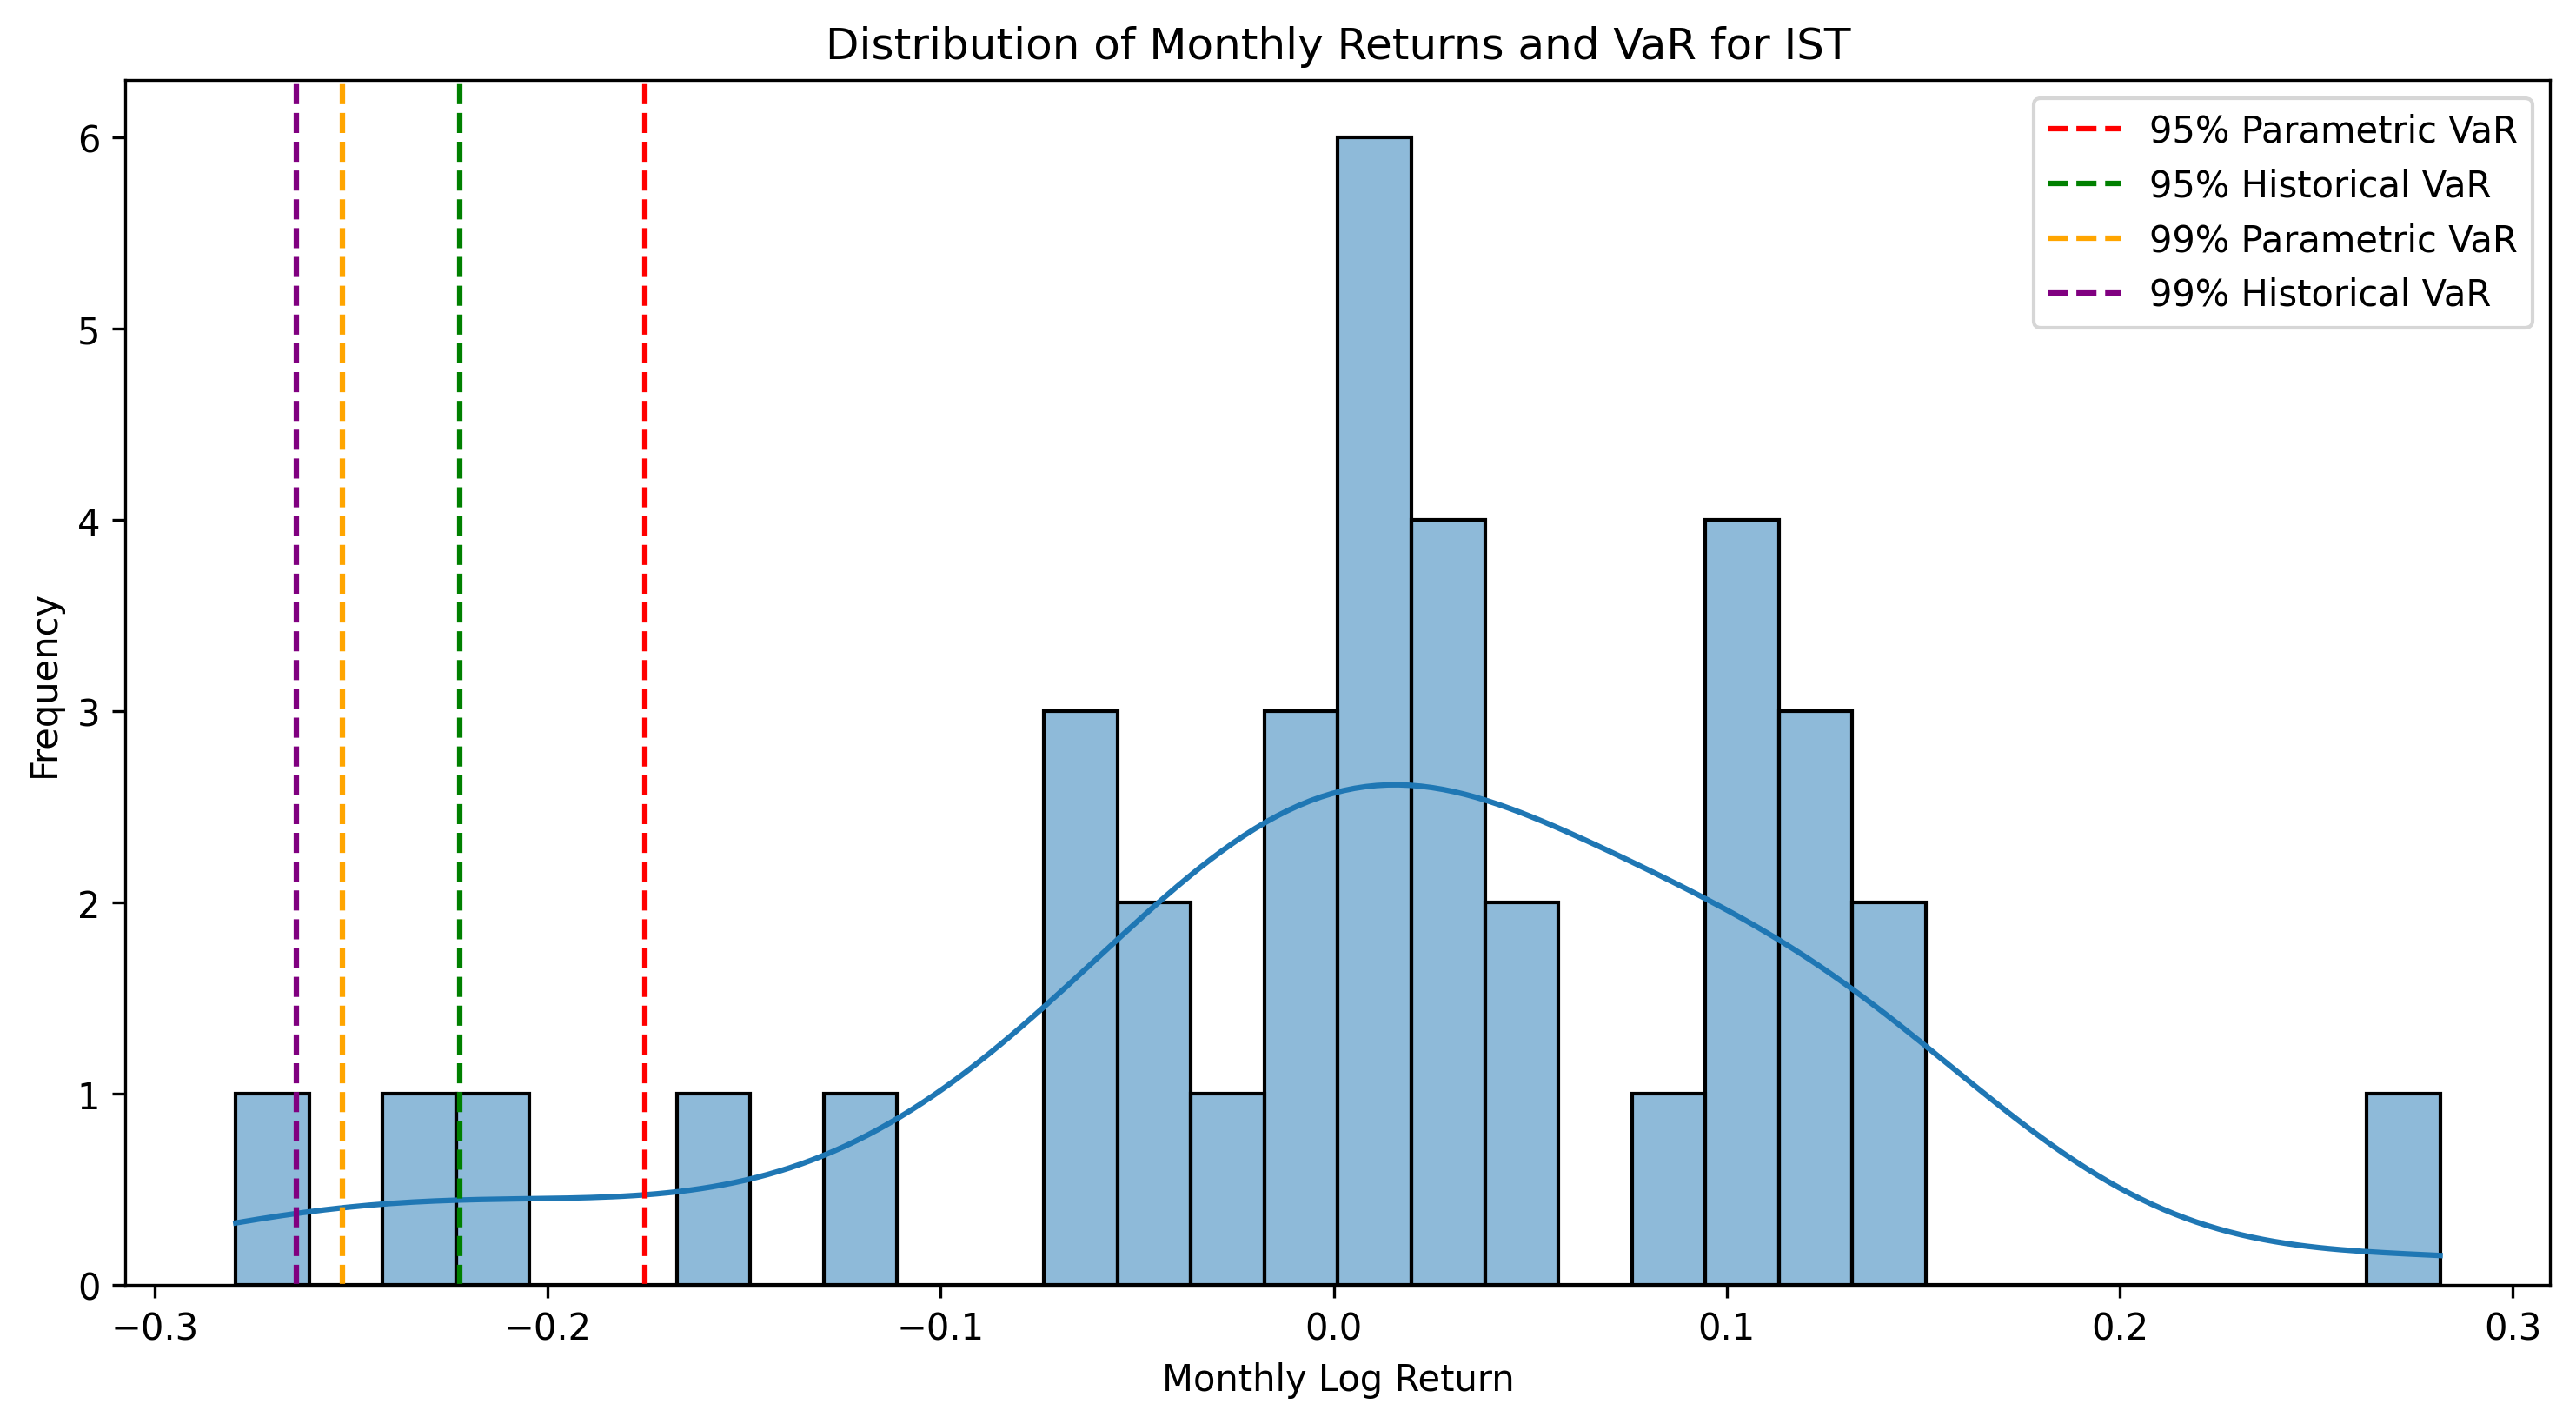 Distribution of Monthly Returns and VaR for IST
95% Parametric VaR
95% Historical VaR
99% Parametric VaR
99% Historical VaR
6
5
4
3
2
1
0
Frequency
−0.3 −0.2 −0.1 0.0 0.1 0.2 0.3
Monthly Log Return